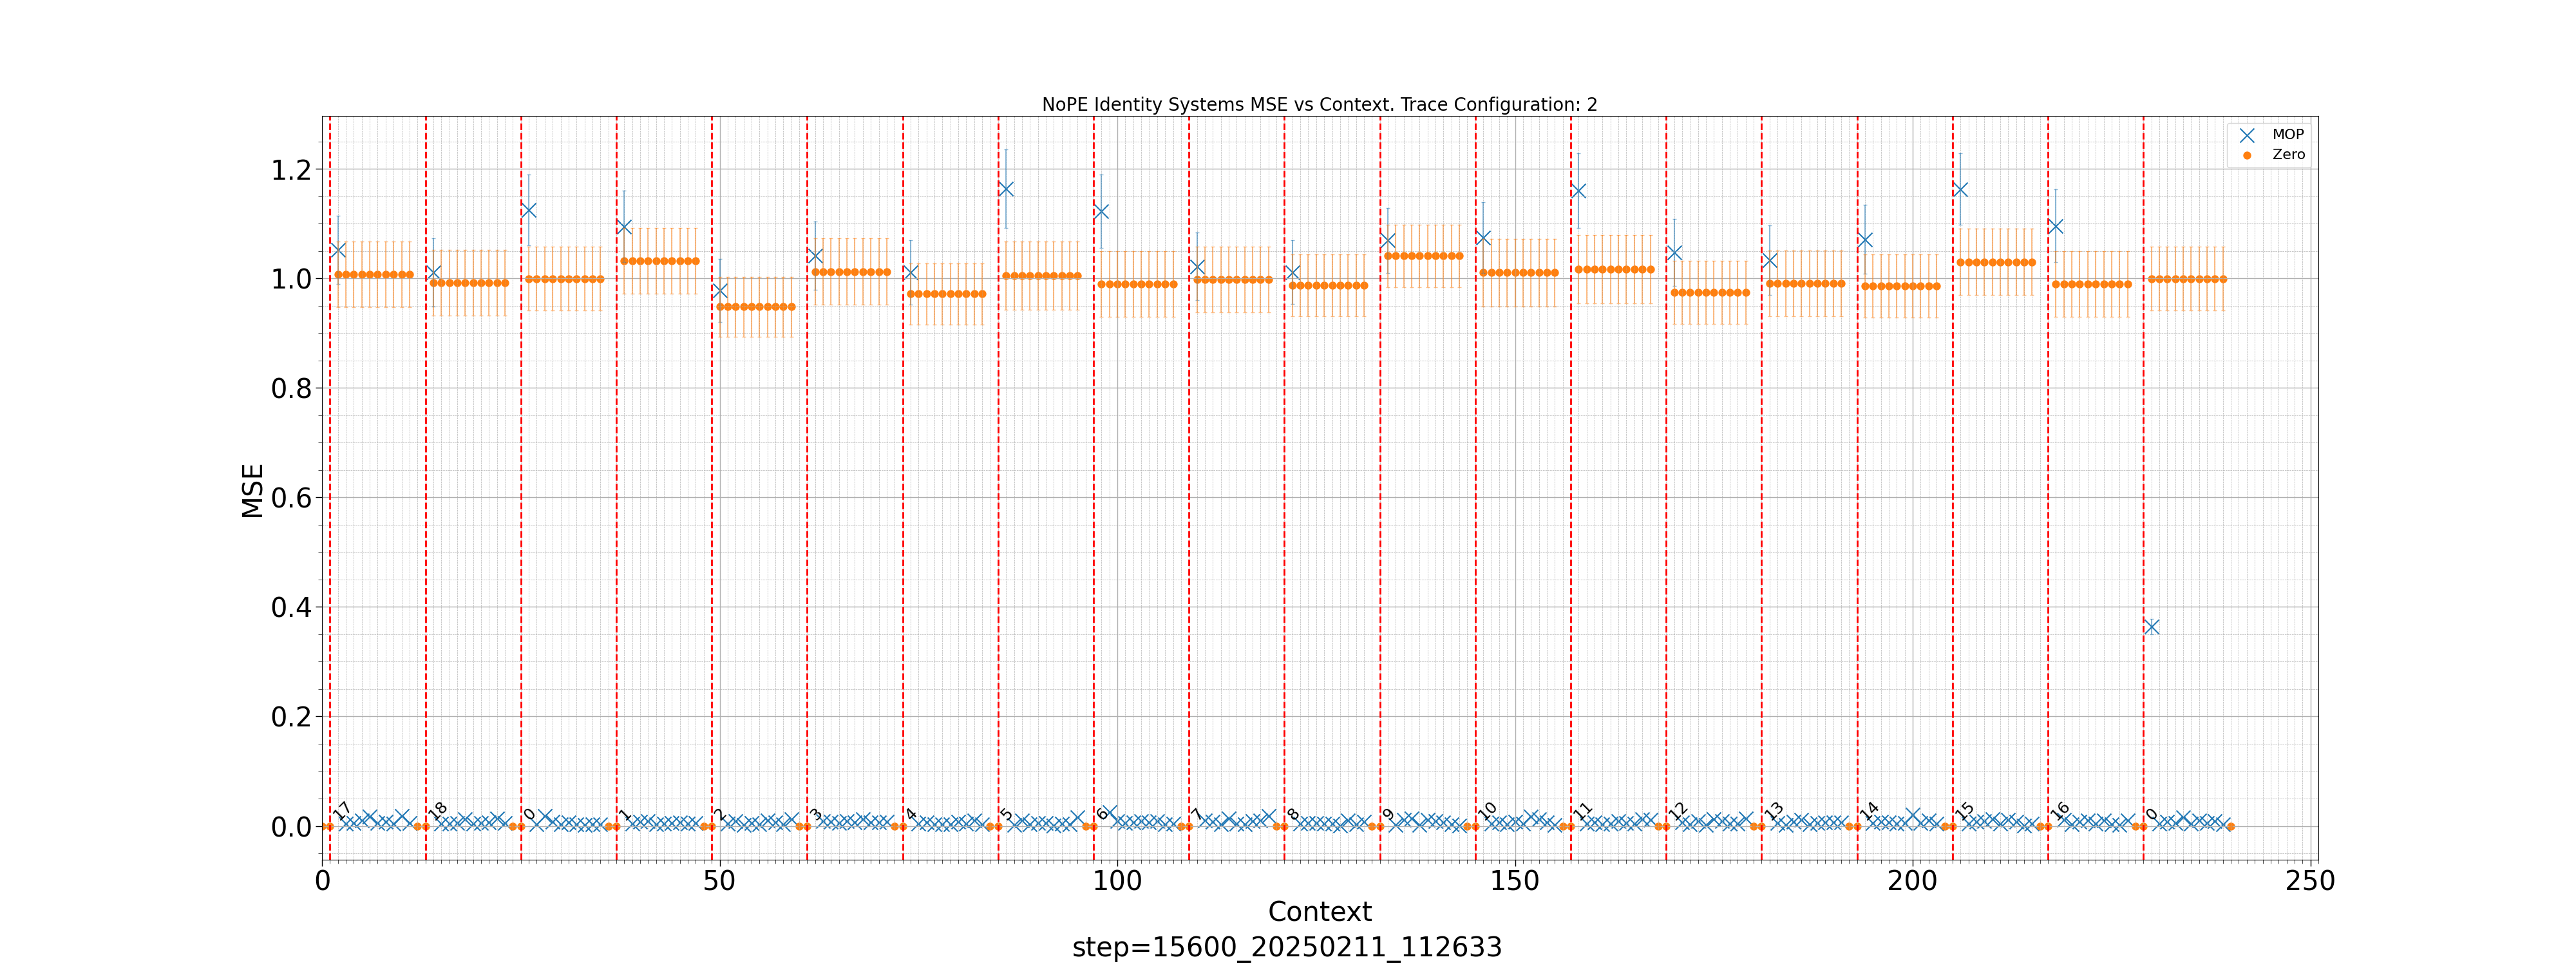 NoPE Identity Systems MSE vs Context. Trace Configuration: 2
MOP
Zero
MSE
1.2
1.0
0.8
0.6
0.4
0.2
0.0
17 18 0 1 2 3 4 5 6 7 8 9 10 11 12 13 14 15 16 0
0 50 100 150 200 250
Context
step=15600_20250211_112633